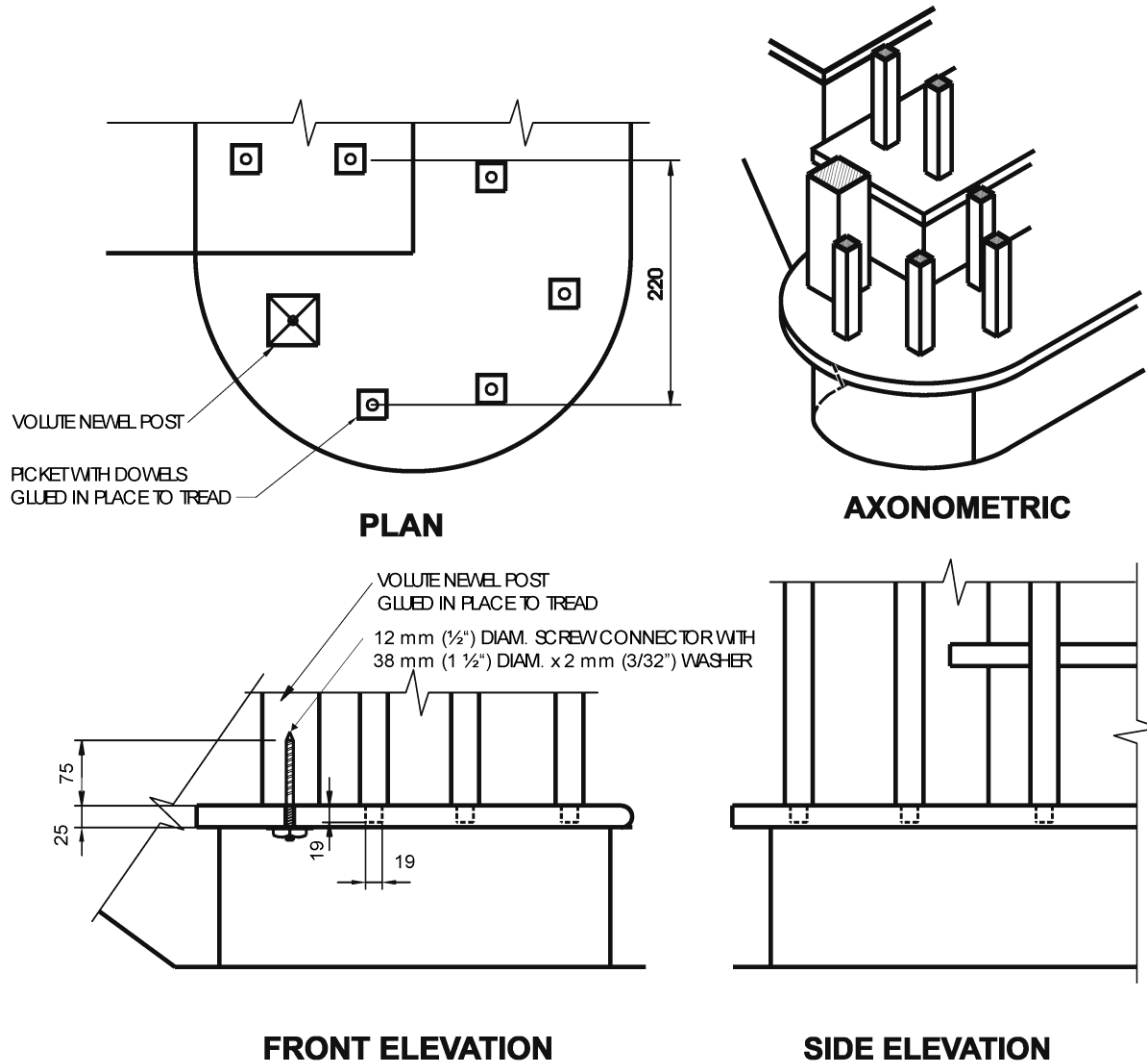 220
VOLUTE NEWEL POST
PICKET WITH DOWELS
GLUED IN PLACE TO TREAD
PLAN
AXONOMETRIC
VOLUTE NEWEL POST
GLUED IN PLACE TO TREAD
12 mm (½“) DIAM. SCREW CONNECTOR WITH
38 mm (1 ½“) DIAM. x 2 mm (3/32”) WASHER
75
25
19
19
FRONT ELEVATION
SIDE ELEVATION